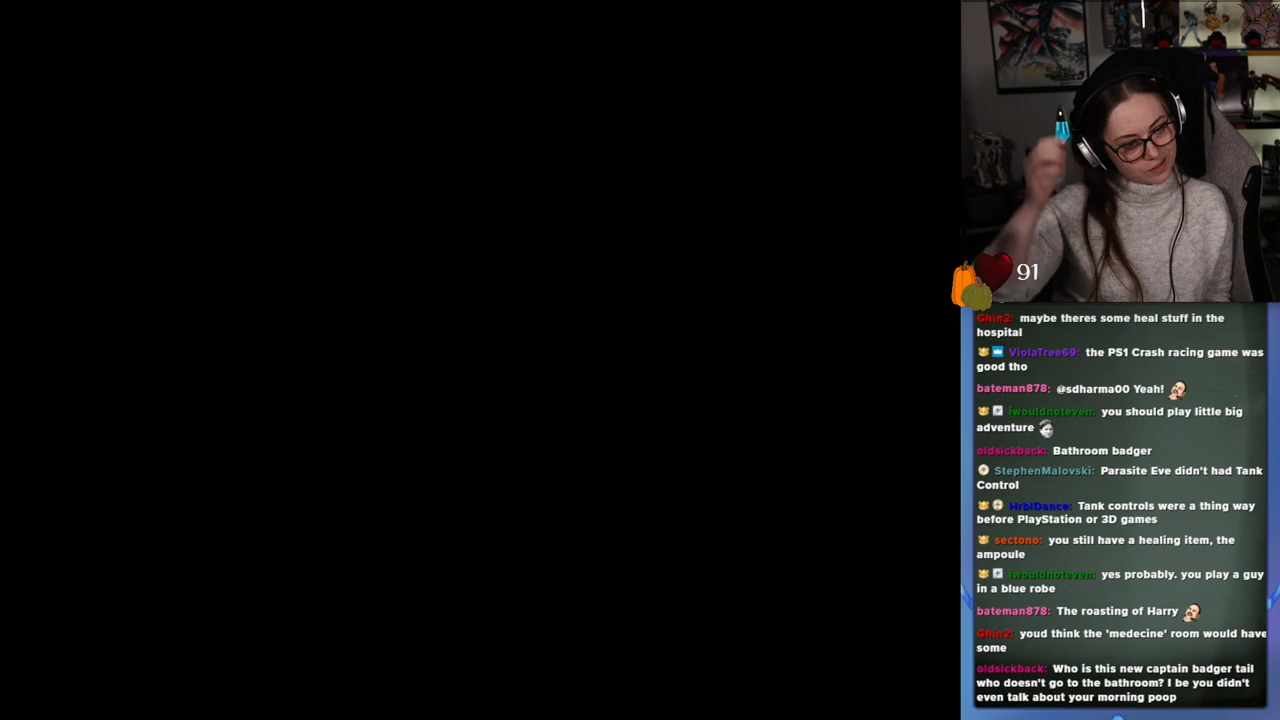 91
Ghin2: maybe theres some heal stuff in the
hospital
ViolaTree69: the PS1 Crash racing game was
good tho
bateman878: @sdharma00 Yeah!
iwouldnoteven: you should play little big
adventure
oldsickback: Bathroom badger
StephenMalovski: Parasite Eve didn't had Tank
Control
HrblDance: Tank controls were a thing way
before PlayStation or 3D games
sectono: you still have a healing item, the
ampoule
iwouldnoteven: yes probably. you play a guy
in a blue robe
bateman878: The roasting of Harry
Ghin2: youd think the 'medecine' room would have
some
oldsickback: Who is this new captain badger tail
who doesn't go to the bathroom? I be you didn't
even talk about your morning poop